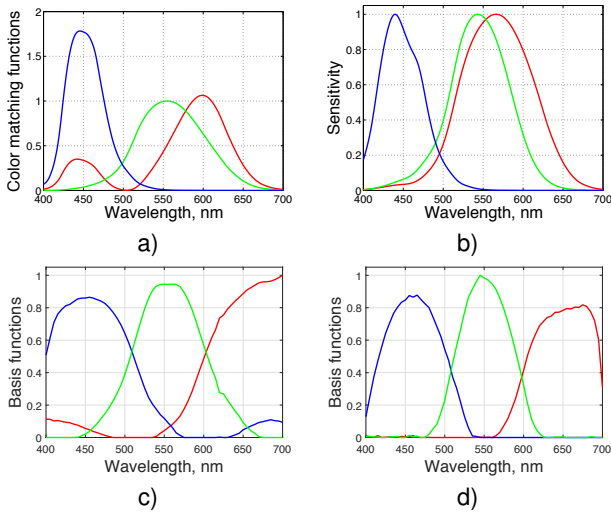 2
1.5
1
0.5
0
400 450 500 550 600 650 700
Color matching functions
Wavelength, nm
a)
1
0.8
0.6
0.4
0.2
0
400 450 500 550 600 650 700
Sensitivity
Wavelength, nm
b)
1
0.8
0.6
0.4
0.2
0
400 450 500 550 600 650 700
Basis functions
Wavelength, nm
c)
1
0.8
0.6
0.4
0.2
0
400 450 500 550 600 650 700
Basis functions
Wavelength, nm
d)